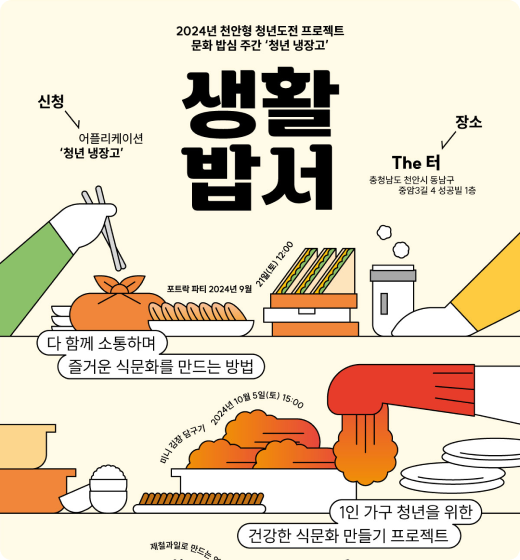 2024년 천안형 청년도전 프로젝트
문화 밥심 주간 '청년 냉장고'
생활
밥서
신청
어플리케이션
'청년 냉장고'
장소
The 터
충청남도 천안시 동남구
중앙3길 4 성공빌 1층
포트락 파티 2024년 9월 21일(토) 12:00
다 함께 소통하며
즐거운 식문화를 만드는 방법
미니 김장 담구기 2024년 10월 5일(토) 15:00
1인 가구 청년을 위한
건강한 식문화 만들기 프로젝트
제철과일로 만드는